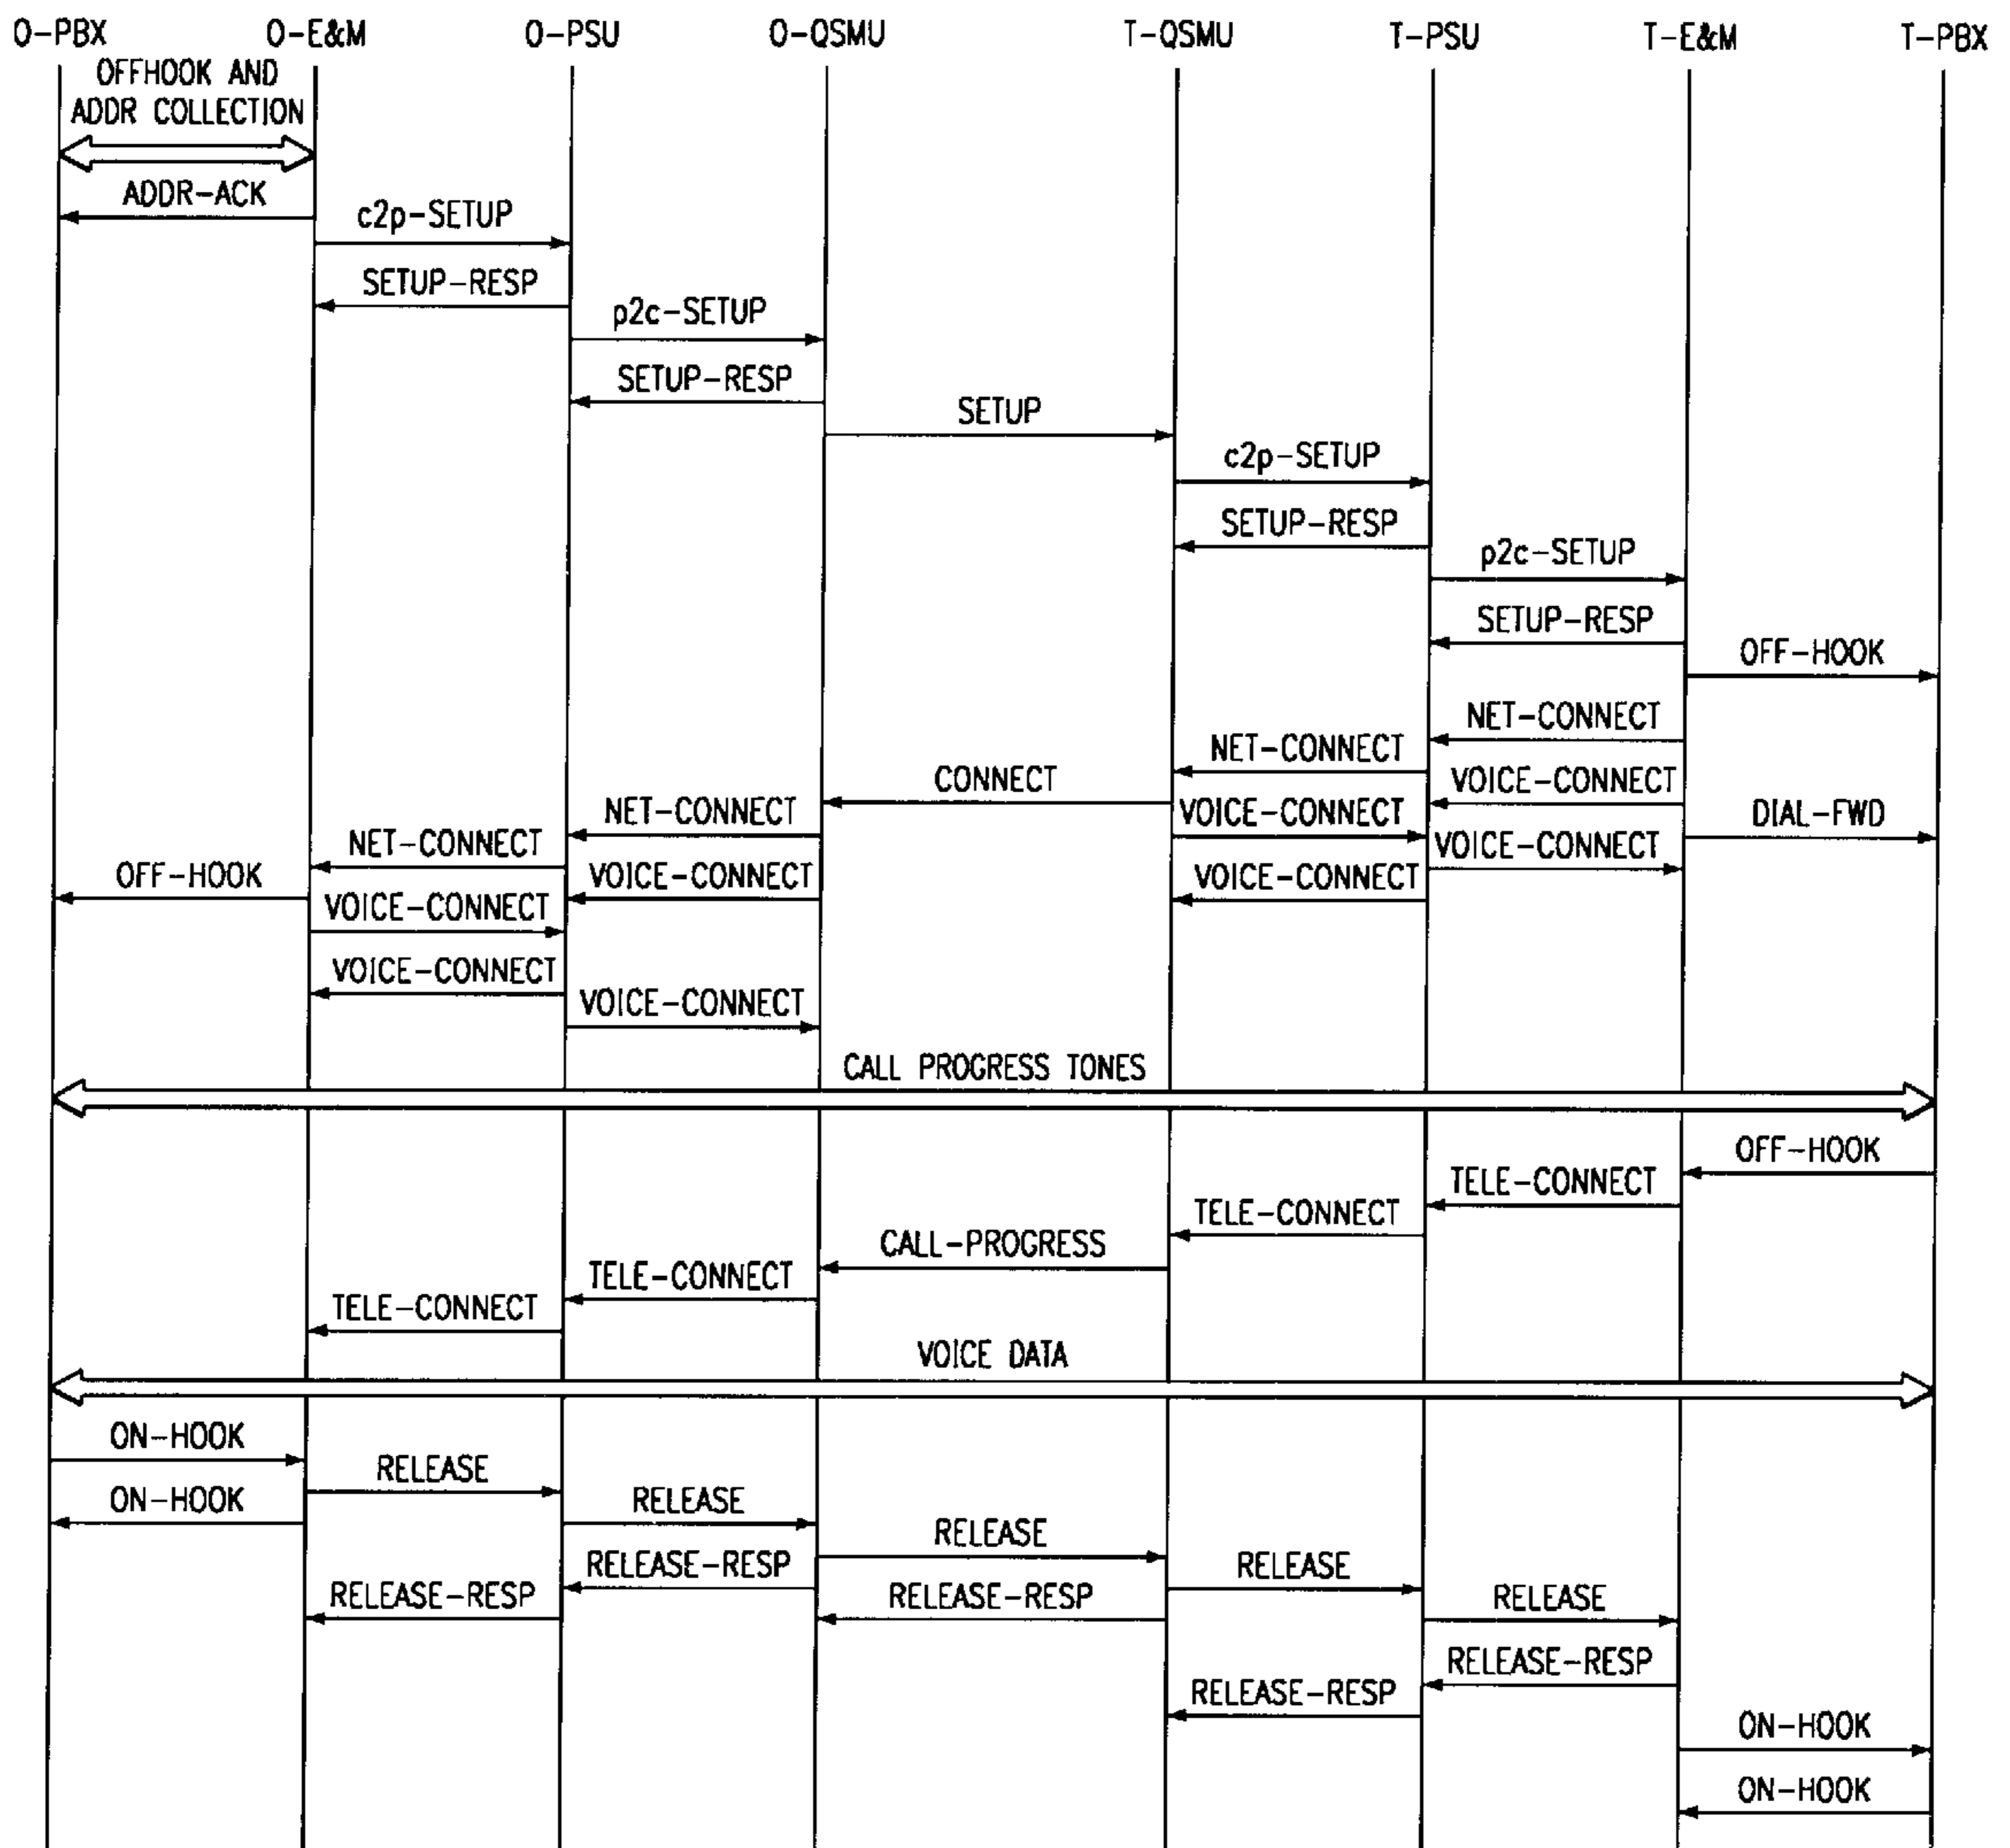 O-PBX O-E&M O-PSU O-QSMU T-QSMU T-PSU T-E&M T-PBX
OFFHOOK AND
ADDR COLLECTION
ADDR-ACK
c2p-SETUP
SETUP-RESP
p2c-SETUP
SETUP-RESP
SETUP
c2p-SETUP
SETUP-RESP
p2c-SETUP
SETUP-RESP
OFF-HOOK
NET-CONNECT
NET-CONNECT
CONNECT
VOICE-CONNECT
NET-CONNECT
VOICE-CONNECT
DIAL-FWD
NET-CONNECT
VOICE-CONNECT
OFF-HOOK
VOICE-CONNECT
VOICE-CONNECT
VOICE-CONNECT
VOICE-CONNECT
VOICE-CONNECT
CALL PROGRESS TONES
OFF-HOOK
TELE-CONNECT
TELE-CONNECT
CALL-PROGRESS
TELE-CONNECT
TELE-CONNECT
VOICE DATA
ON-HOOK
RELEASE
ON-HOOK
RELEASE
RELEASE
RELEASE-RESP
RELEASE
RELEASE-RESP
RELEASE-RESP
RELEASE
RELEASE-RESP
RELEASE-RESP
ON-HOOK
ON-HOOK